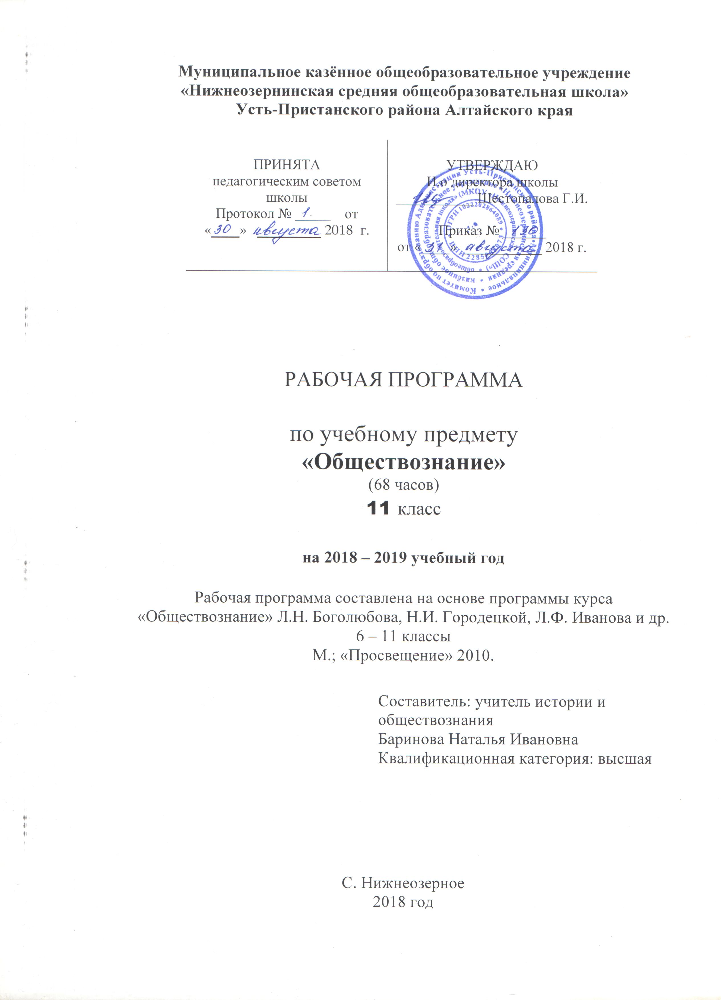 Муниципальное казённое общеобразовательное учреждение
«Нижнеозернинская средняя общеобразовательная школа»
Усть-Пристанского района Алтайского края
ПРИНЯТА
педагогическим советом
школы
Протокол № 1. от
«30» августа 2018 г.
УТВЕРЖДАЮ
И.о директора школы
Шестопалова Г.И.
Приказ № 130
от «31» августа 2018 г.
Комитет по образованию Администрации Усть-Пристанского района * Муниципальное *
казённое общеобразовательное учреждение «Нижнеозернинская средняя *
общеобразовательная школа» (МКОУ «Нижнеозернинская СОШ») *
ОГРН 1022202864089 *
ИНН
РАБОЧАЯ ПРОГРАММА
по учебному предмету
«Обществознание»
(68 часов)
11 класс
на 2018 – 2019 учебный год
Рабочая программа составлена на основе программы курса
«Обществознание» Л.Н. Боголюбова, Н.И. Городецкой, Л.Ф. Иванова и др.
6 – 11 классы
М.; «Просвещение» 2010.
Составитель: учитель истории и
обществознания
Баринова Наталья Ивановна
Квалификационная категория: высшая
С. Нижнеозерное
2018 год